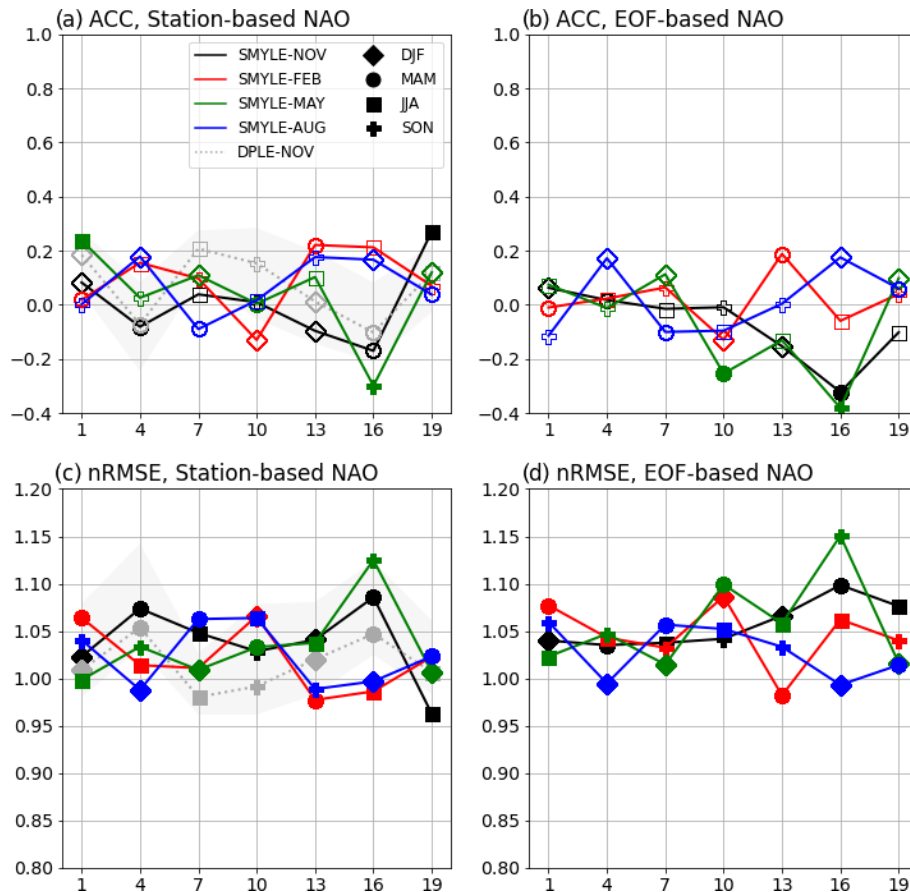 (a) ACC, Station-based NAO
1.0
0.8
0.6
0.4
0.2
0.0
−0.2
−0.4
SMYLE-NOV
SMYLE-FEB
SMYLE-MAY
SMYLE-AUG
DPLE-NOV
DJF
MAM
JJA
SON
1 4 7 10 13 16 19
(b) ACC, EOF-based NAO
1.0
0.8
0.6
0.4
0.2
0.0
−0.2
−0.4
1 4 7 10 13 16 19
(c) nRMSE, Station-based NAO
1.20
1.15
1.10
1.05
1.00
0.95
0.90
0.85
0.80
1 4 7 10 13 16 19
(d) nRMSE, EOF-based NAO
1.20
1.15
1.10
1.05
1.00
0.95
0.90
0.85
0.80
1 4 7 10 13 16 19